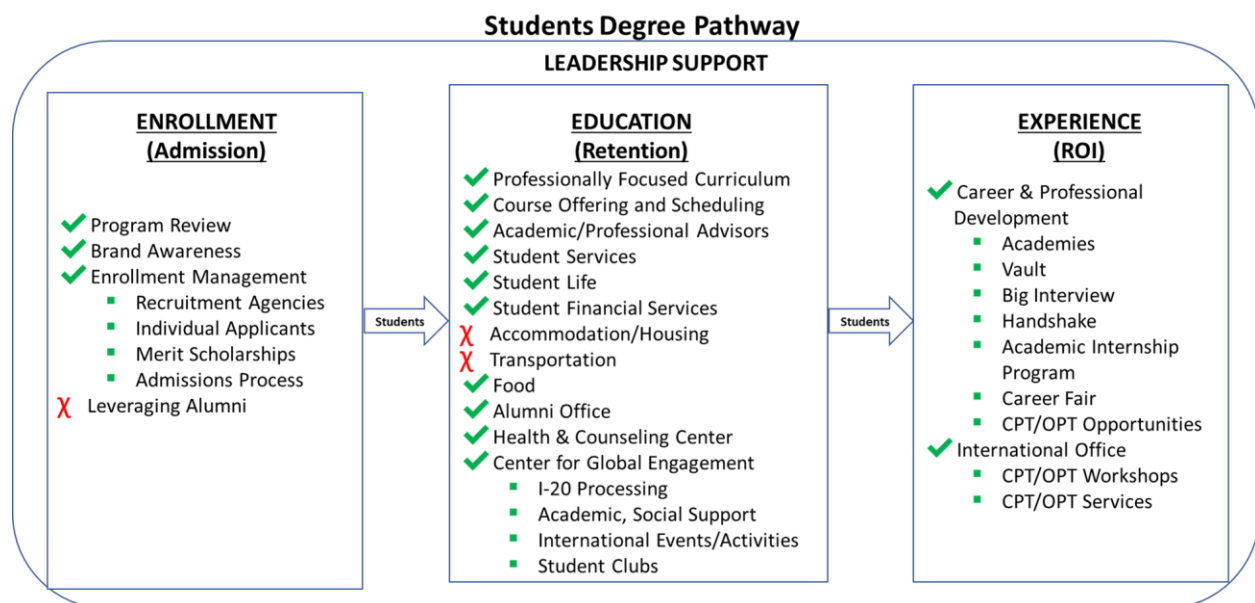 Students Degree Pathway
LEADERSHIP SUPPORT
ENROLLMENT
(Admission)
Program Review
Brand Awareness
Enrollment Management
Recruitment Agencies
Individual Applicants
Merit Scholarships
Admissions Process
Leveraging Alumni
Students
EDUCATION
(Retention)
Professionally Focused Curriculum
Course Offering and Scheduling
Academic/Professional Advisors
Student Services
Student Life
Student Financial Services
Accommodation/Housing
Transportation
Food
Alumni Office
Health & Counseling Center
Center for Global Engagement
I-20 Processing
Academic, Social Support
International Events/Activities
Student Clubs
Students
EXPERIENCE
(ROI)
Career & Professional
Development
Academies
Vault
Big Interview
Handshake
Academic Internship
Program
Career Fair
CPT/OPT Opportunities
International Office
CPT/OPT Workshops
CPT/OPT Services